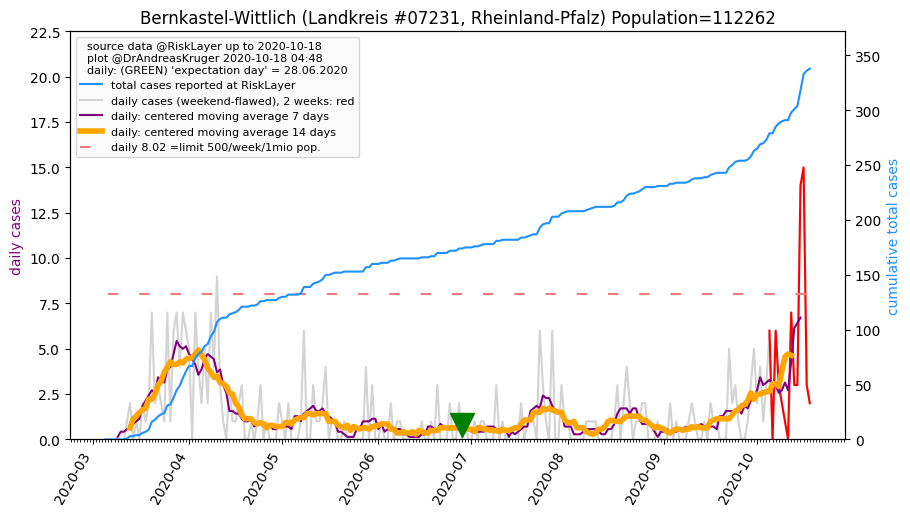 Bernkastel-Wittlich (Landkreis #07231, Rheinland-Pfalz) Population=112262
source data @RiskLayer up to 2020-10-18
plot @DrAndreasKruger 2020-10-18 04:48
daily: (GREEN) 'expectation day' = 28.06.2020
total cases reported at RiskLayer
daily cases (weekend-flawed), 2 weeks: red
daily: centered moving average 7 days
daily: centered moving average 14 days
daily 8.02 =limit 500/week/1mio pop.
daily cases
22.5
20.0
17.5
15.0
12.5
10.0
7.5
5.0
2.5
0.0
350
300
250
200
150
100
50
0
cumulative total cases
2020-03
2020-04
2020-05
2020-06
2020-07
2020-08
2020-09
2020-10